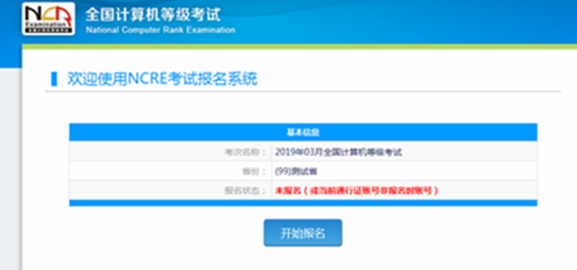 NCR
Examination
全国计算机等级考试
National Computer Rank Examination
欢迎使用NCRE考试报名系统
基本信息
考次名称： 2019年03月全国计算机等级考试
省份： (99)测试省
报名状态： 未报名（或当前通行证账号非报名时账号）
开始报名